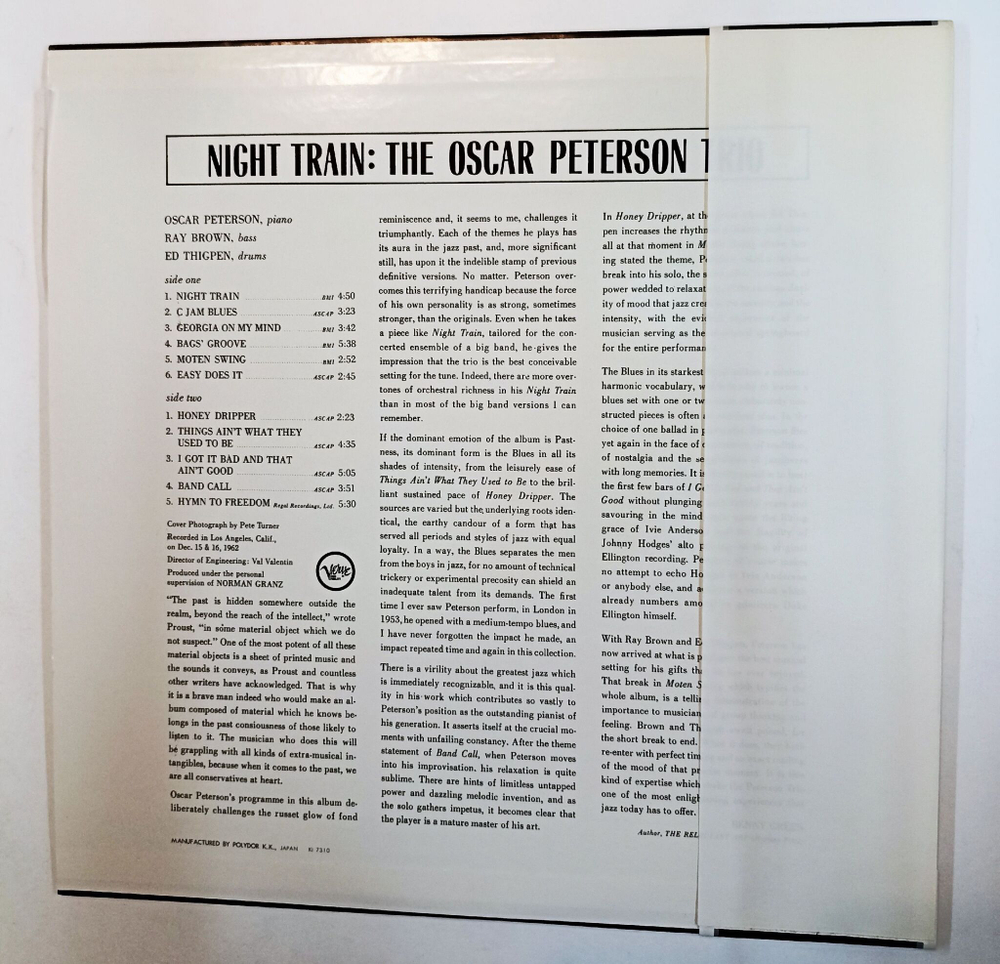 NIGHT TRAIN: THE OSCAR PETERSON
OSCAR PETERSON, piano
RAY BROWN, bass
ED THIGPEN, drums
side one
1. NIGHT TRAIN BMI 4:50
2. C JAM BLUES ASCAP 3:23
3. GEORGIA ON MY MIND BMI 3:42
4. BAGS' GROOVE BMI 5:38
5. MOTEN SWING BMI 2:52
6. EASY DOES IT ASCAP 2:45
side two
1. HONEY DRIPPER ASCAP 2:23
2. THINGS AIN'T WHAT THEY
USED TO BE ASCAP 4:35
3. I GOT IT BAD AND THAT
AIN'T GOOD ASCAP 5:05
4. BAND CALL ASCAP 3:51
5. HYMN TO FREEDOM Regal Recordings, Ltd. 5:30
Cover Photograph by Pete Turner
Recorded in Los Angeles, Calif.,
on Dec. 15 & 16, 1962
Director of Engineering: Val Valentin
Produced under the personal
supervision of NORMAN GRANZ
Verve
"The past is hidden somewhere outside the
realm, beyond the reach of the intellect," wrote
Proust, "in some material object which we do
not suspect." One of the most potent of all these
material objects is a sheet of printed music and
the sounds it conveys, as Proust and countless
other writers have acknowledged. That is why
it is a brave man indeed who would make an al-
bum composed of material which he knows be-
longs in the past consiousness of those likely to
listen to it. The musician who does this will
be grappling with all kinds of extra-musical in-
tangibles, because when it comes to the past, we
are all conservatives at heart.
Oscar Peterson's programme in this album de-
liberately challenges the russet glow of fond
MANUFACTURED BY POLYDOR K.K., JAPAN KI 7310
reminiscence and, it seems to me, challenges it
triumphantly. Each of the themes he plays has
its aura in the jazz past, and, more significant
still, has upon it the indelible stamp of previous
definitive versions. No matter. Peterson over-
comes this terrifying handicap because the force
of his own personality is as strong, sometimes
stronger, than the originals. Even when he takes
a piece like Night Train, tailored for the con-
certed ensemble of a big band, he gives the
impression that the trio is the best conceivable
setting for the tune. Indeed, there are more over-
tones of orchestral richness in his Night Train
than in most of the big band versions I can
remember.
If the dominant emotion of the album is Past-
ness, its dominant form is the Blues in all its
shades of intensity, from the leisurely ease of
Things Ain't What They Used to Be to the bril-
liant sustained pace of Honey Dripper. The
sources are varied but the underlying roots iden-
tical, the earthy candour of a form that has
served all periods and styles of jazz with equal
loyalty. In a way, the Blues separates the men
from the boys in jazz, for no amount of technical
trickery or experimental precosity can shield an
inadequate talent from its demands. The first
time I ever saw Peterson perform, in London in
1953, he opened with a medium-tempo blues, and
I have never forgotten the impact he made, an
impact repeated time and again in this collection.
There is a virility about the greatest jazz which
is immediately recognizable, and it is this qual-
ity in his work which contributes so vastly to
Peterson's position as the outstanding pianist of
his generation. It asserts itself at the crucial mo-
ments with unfailing constancy. After the theme
statement of Band Call, when Peterson moves
into his improvisation, his relaxation is quite
sublime. There are hints of limitless untapped
power and dazzling melodic invention, and as
the solo gathers impetus, it becomes clear that
the player is a mature master of his art.
In Honey Dripper, at th
pen increases the rhythm
all at that moment in M
ing stated the theme, P
break into his solo, the s
power wedded to relaxat
ity of mood that jazz cre
intensity, with the evi
musician serving as the
for the entire performan
The Blues in its starkest
harmonic vocabulary, w
blues set with one or tw
structed pieces is often
choice of one ballad in
yet again in the face of
of nostalgia and the se
with long memories. It i
the first few bars of I G
Good without plunging
savouring in the mind
grace of Ivie Anderso
Johnny Hodges' alto
Ellington recording. Pe
no attempt to echo Ho
or anybody else, and a
already numbers amo
Ellington himself.
With Ray Brown and E
now arrived at what is p
setting for his gifts th
That break in Moten S
whole album, is a telli
importance to musician
feeling. Brown and Th
the short break to end.
re-enter with perfect tim
of the mood of that pr
kind of expertise which
one of the most enlig
jazz today has to offer.
Author, THE REL